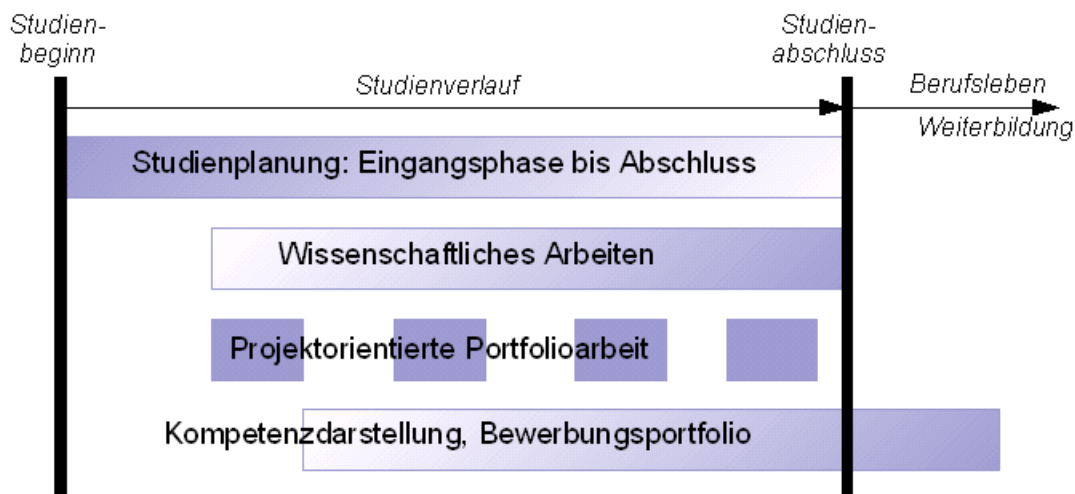 Studien-
beginn
Studien-
abschluss
Studienverlauf
Berufsleben
Weiterbildung
Studienplanung: Eingangsphase bis Abschluss
Wissenschaftliches Arbeiten
Projektorientierte Portfolioarbeit
Kompetenzdarstellung, Bewerbungsportfolio